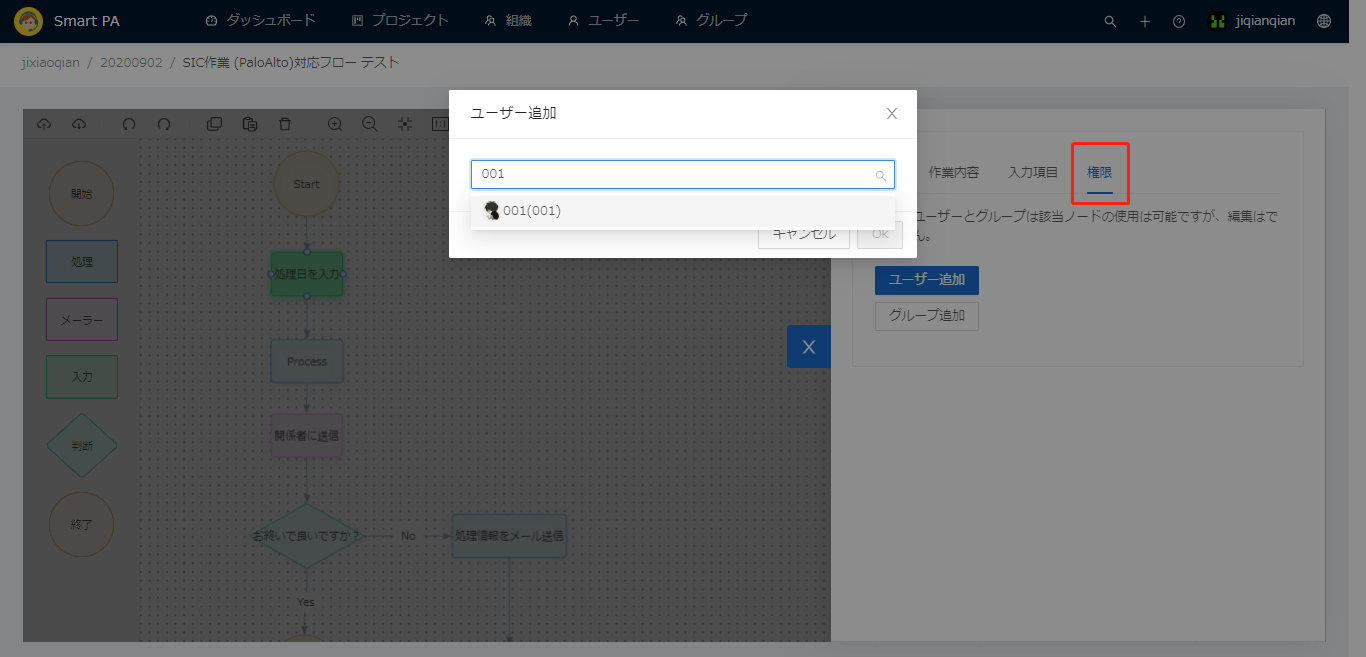 Smart PA
ダッシュボード
プロジェクト
組織
ユーザー
グループ
jiqianqian
jixiaoqian / 20200902 / SIC作業 (PaloAlto)対応フロー テスト
ユーザー追加
001
001(001)
キャンセル
OK
作業内容
入力項目
権限
ユーザーとグループは該当ノードの使用は可能ですが、編集はで
ん。
ユーザー追加
グループ追加
開始
処理
メーラー
入力
判断
終了
Start
処理日を入力
Process
関係者に送信
お終いで良いですか？
No
処理情報をメール送信
Yes